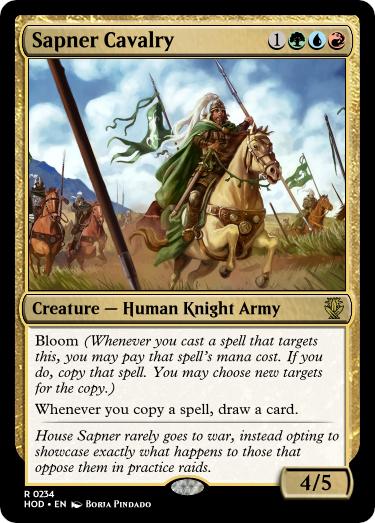 Sapner Cavalry
1
Creature — Human Knight Army
Bloom (Whenever you cast a spell that targets
this, you may pay that spell's mana cost. If you
do, copy that spell. You may choose new targets
for the copy.)
Whenever you copy a spell, draw a card.
House Sapner rarely goes to war, instead opting to
showcase exactly what happens to those that
oppose them in practice raids.
4/5
R 0234
HOD • EN Borja Pindado